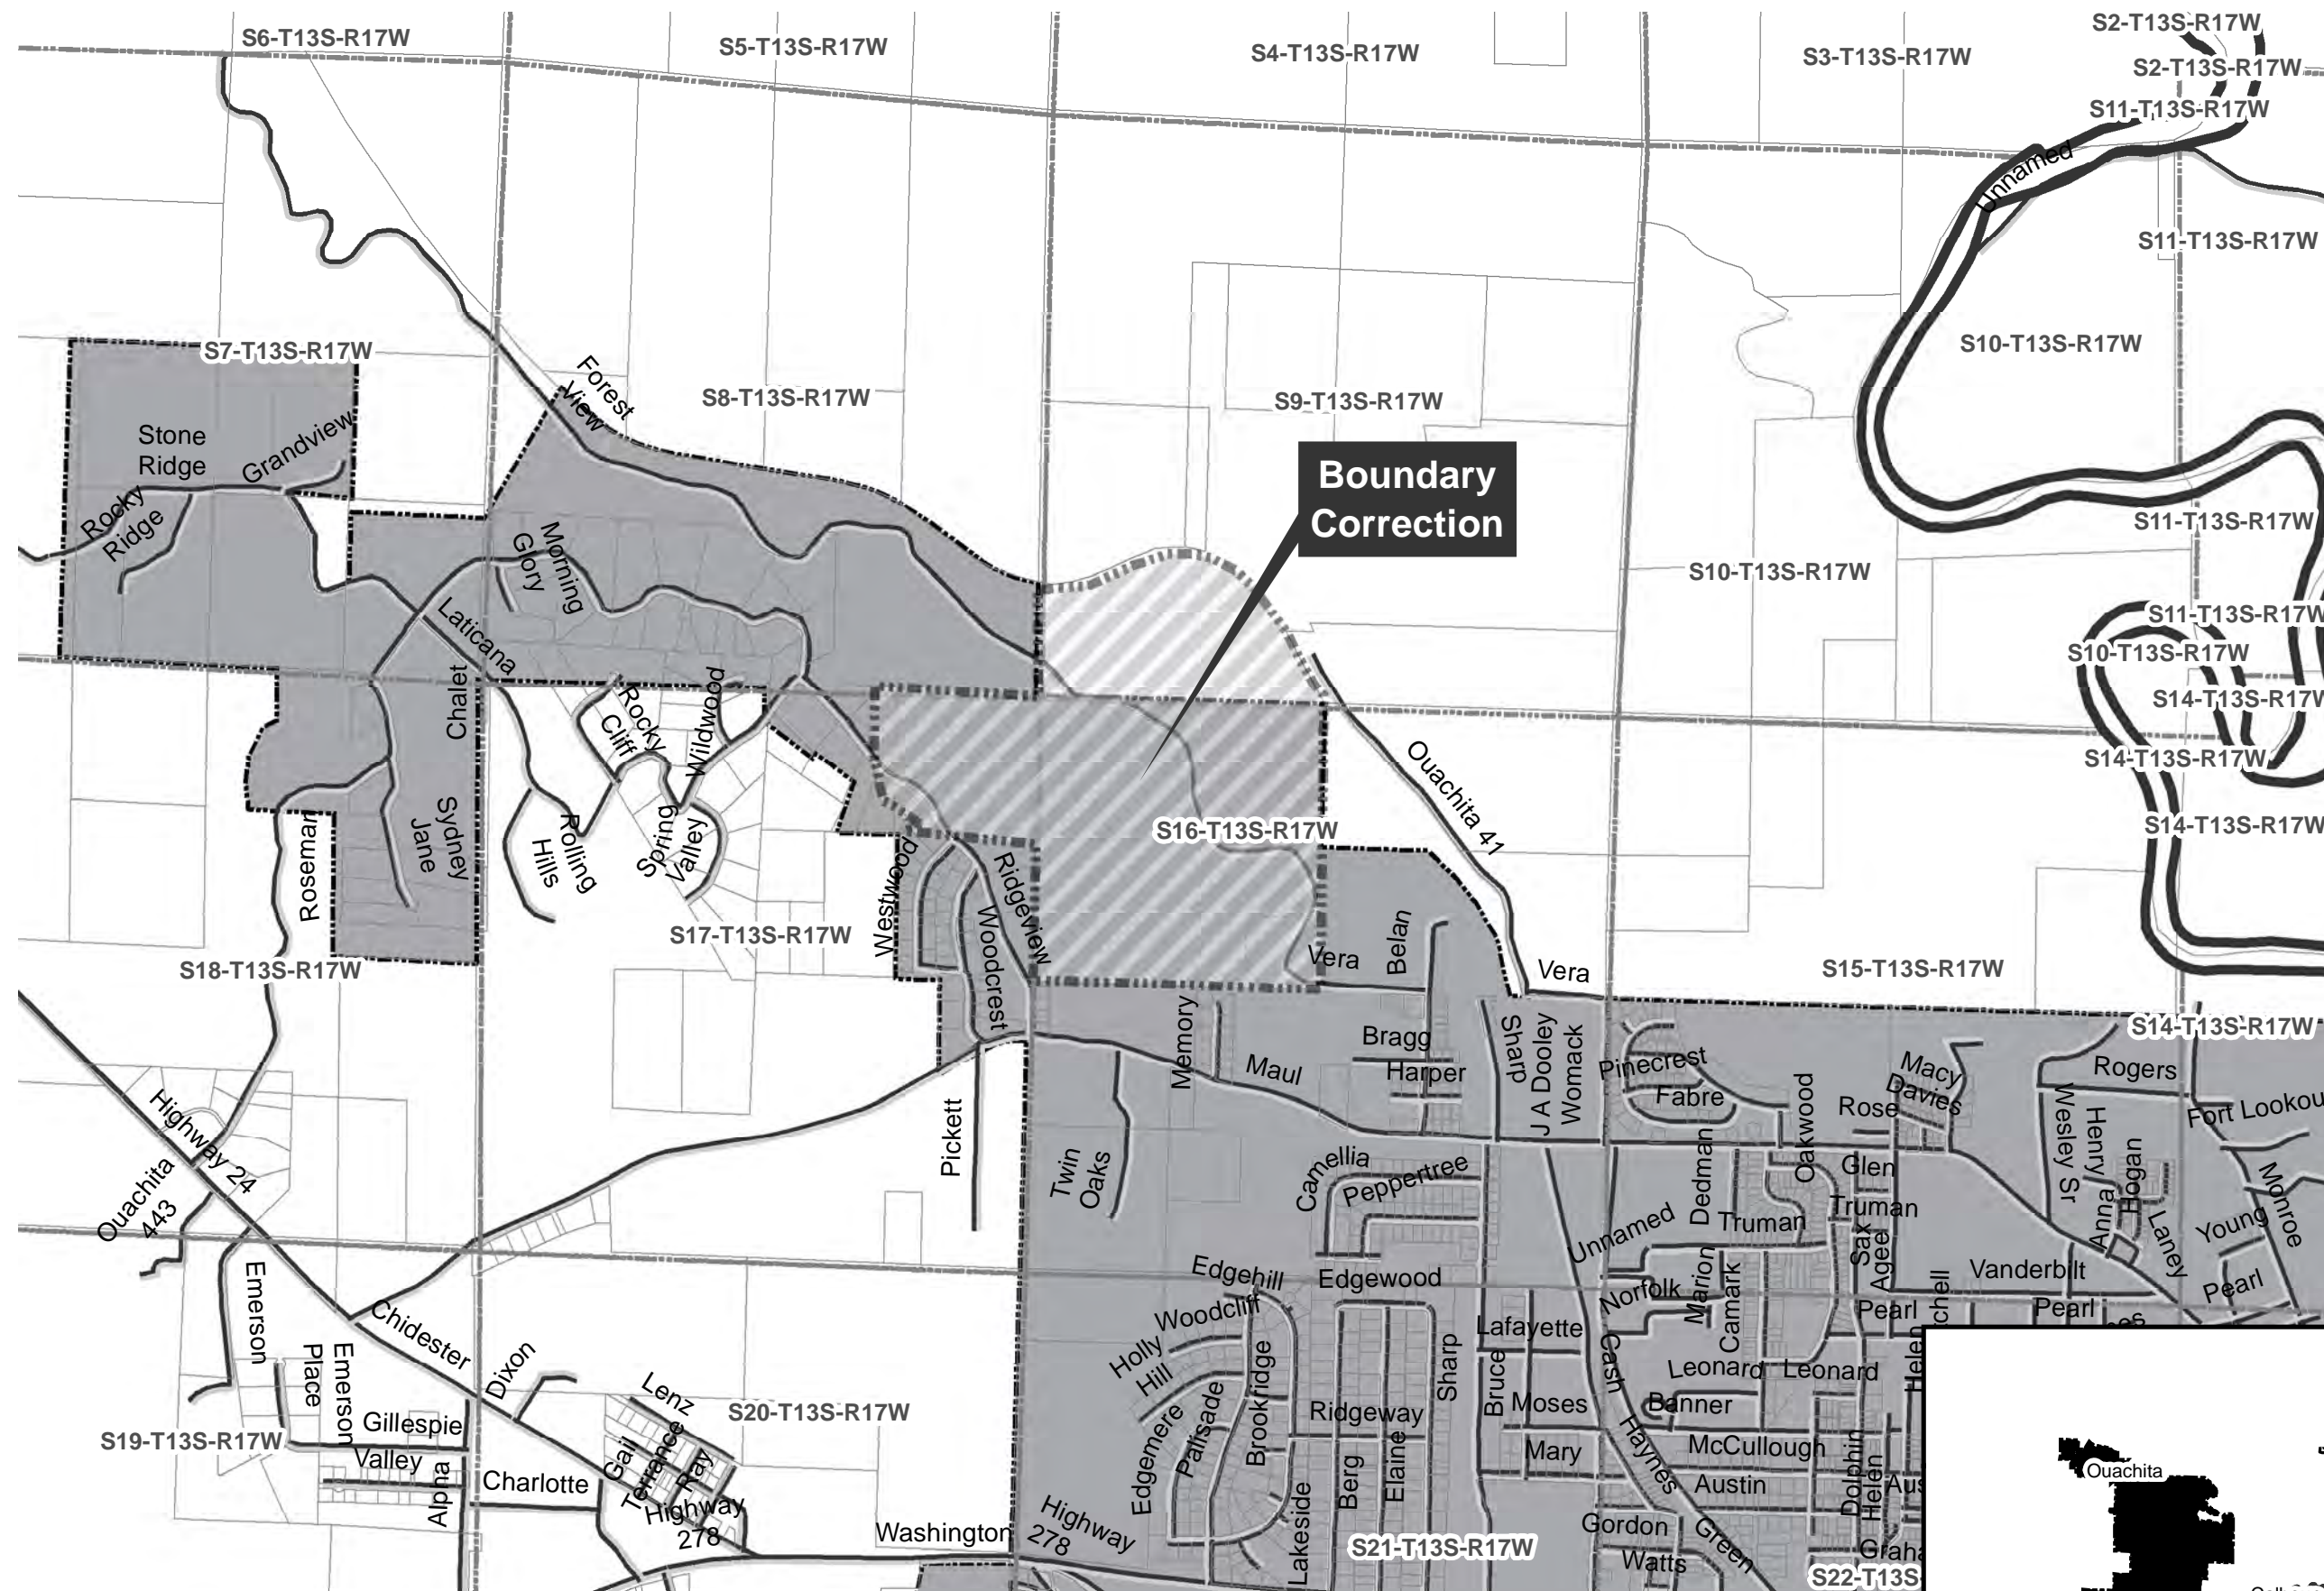 S6-T13S-R17W
S5-T13S-R17W
S4-T13S-R17W
S3-T13S-R17W
S2-T13S-R17W
S2-T13S-R17W
S11-T13S-R17W
Unnamed
S11-T13S-R17W
S7-T13S-R17W
S8-T13S-R17W
S9-T13S-R17W
S10-T13S-R17W
Forest
View
Stone
Ridge
Grandview
Rocky
Ridge
Boundary
Correction
S11-T13S-R17W
S10-T13S-R17W
Morning
Glory
Laticana
S11-T13S-R17W
S10-T13S-R17W
S14-T13S-R17W
S14-T13S-R17W
S14-T13S-R17W
Chalet
Rocky
Cliff
Wildwood
Ouachita 41
Sydney
Jane
Roseman
Rolling
Hills
Spring
Valley
Westwood
Ridgeview
Woodcrest
S16-T13S-R17W
S17-T13S-R17W
S18-T13S-R17W
Vera
Belan
Vera
S15-T13S-R17W
S14-T13S-R17W
Memory
Maul
Bragg
Harper
Sharp
J A Dooley
Womack
Pinecrest
Fabre
Oakwood
Rose
Macy
Davies
Rogers
Fort Lookou
Wesley Sr
Henry
Anna
Hogan
Laney
Monroe
Young
Pearl
Highway 24
Ouachita
443
Pickett
Twin
Oaks
Camellia
Peppertree
Unnamed
Dedman
Truman
Glen
Truman
Sax
Agee
Vanderbilt
Pearl
Pearl
Emerson
Chidester
Edgehill
Edgewood
Woodcliff
Holly
Hill
Norfolk
Marion
Camark
Lafayette
Cash
Leonard
Leonard
Helen
Emerson
Place
Dixon
Lenz
Gillespie
Valley
Alpha
Charlotte
Gail
Terrance
Ray
Highway
278
S20-T13S-R17W
S19-T13S-R17W
Edgemere
Palisade
Brookridge
Sharp
Bruce
Moses
Banner
Ridgeway
Berg
Elaine
Mary
Haynes
McCullough
Austin
Dolphin
Helen
Aus
Washington
Highway
278
Lakeside
S21-T13S-R17W
Gordon
Watts
Green
Graha
S22-T13S
Ouachita